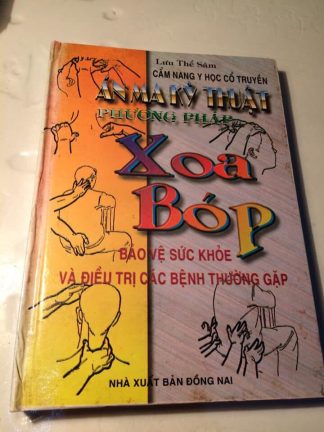 Lưu Thế Sâm
CẨM NANG Y HỌC CỔ TRUYỀN
ÁN MA KỸ THUẬT
PHƯƠNG PHÁP
Xoa
Bóp
BẢO VỆ SỨC KHỎE
VÀ ĐIỀU TRỊ CÁC BỆNH THƯỜNG GẶP
NHÀ XUẤT BẢN ĐỒNG NAI